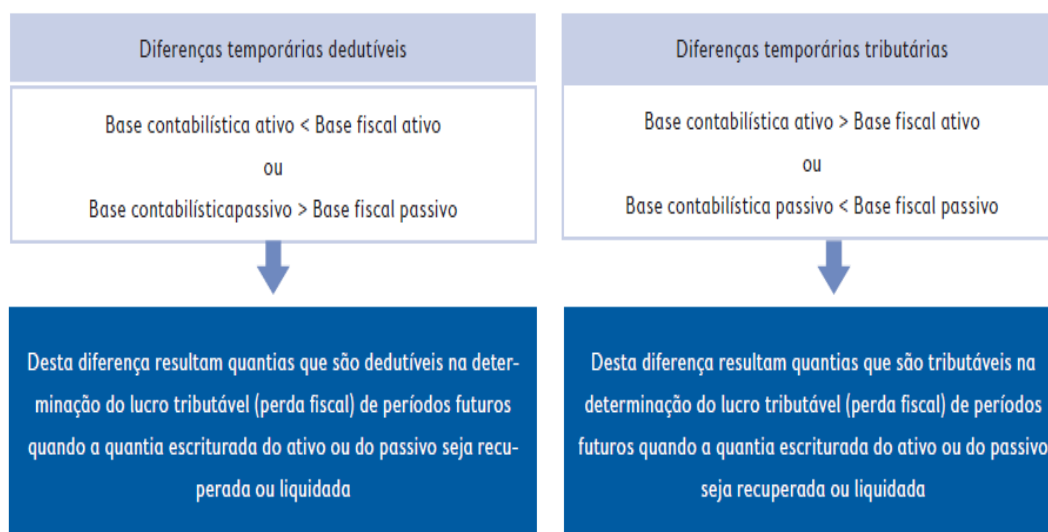 Diferenças temporárias dedutíveis
Base contabilística ativo < Base fiscal ativo
ou
Base contabilísticapassivo > Base fiscal passivo
Desta diferença resultam quantias que são dedutíveis na deter-
minação do lucro tributável (perda fiscal) de períodos futuros
quando a quantia escriturada do ativo ou do passivo seja recu-
perada ou liquidada
Diferenças temporárias tributárias
Base contabilística ativo > Base fiscal ativo
ou
Base contabilística passivo < Base fiscal passivo
Desta diferença resultam quantias que são tributáveis na
determinação do lucro tributável (perda fiscal) de períodos
futuros quando a quantia escriturada do ativo ou do passivo
seja recuperada ou liquidada